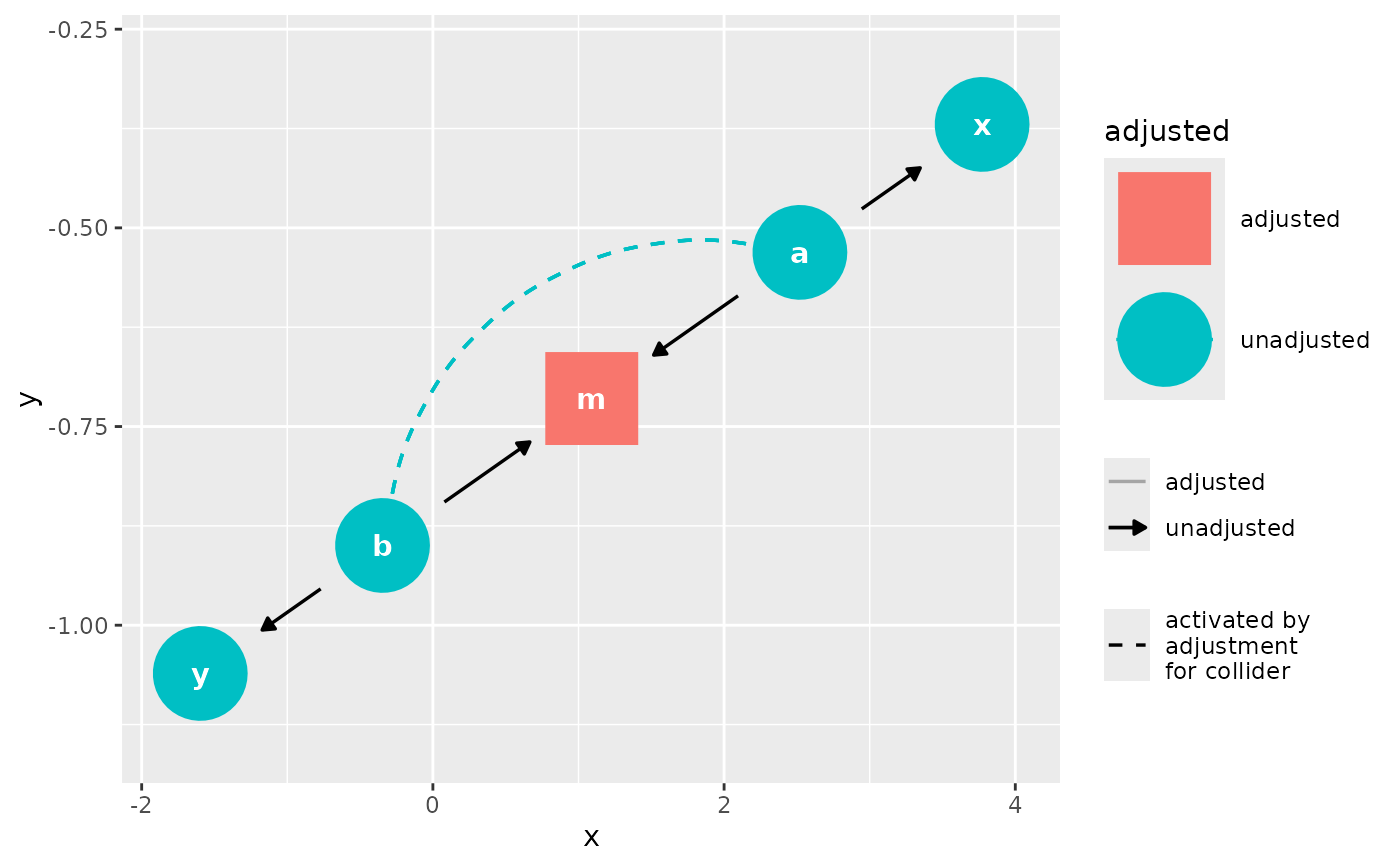 -0.25
-0.50
-0.75
-1.00
y
x
a
m
b
y
-2
0
2
4
x
adjusted
adjusted
unadjusted
adjusted
unadjusted
activated by
adjustment
for collider